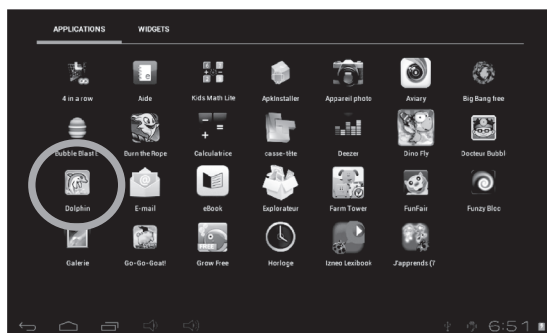 APPLICATIONS WIDGETS
4 in a row Aide Kids Math Lite ApkInstaller Appareil photo Aviary Big Bang free
Bubble Blast E Burn the Rope Calculatrice casse-tête Deezer Dino Fly Docteur Bubbl
Dolphin E-mail eBook Explorateur Farm Tower FunFair Funzy Bloc
Galerie Go-Go-Goat! Grow Free Horloge Izneo Lexibook J'apprends (7
6:51